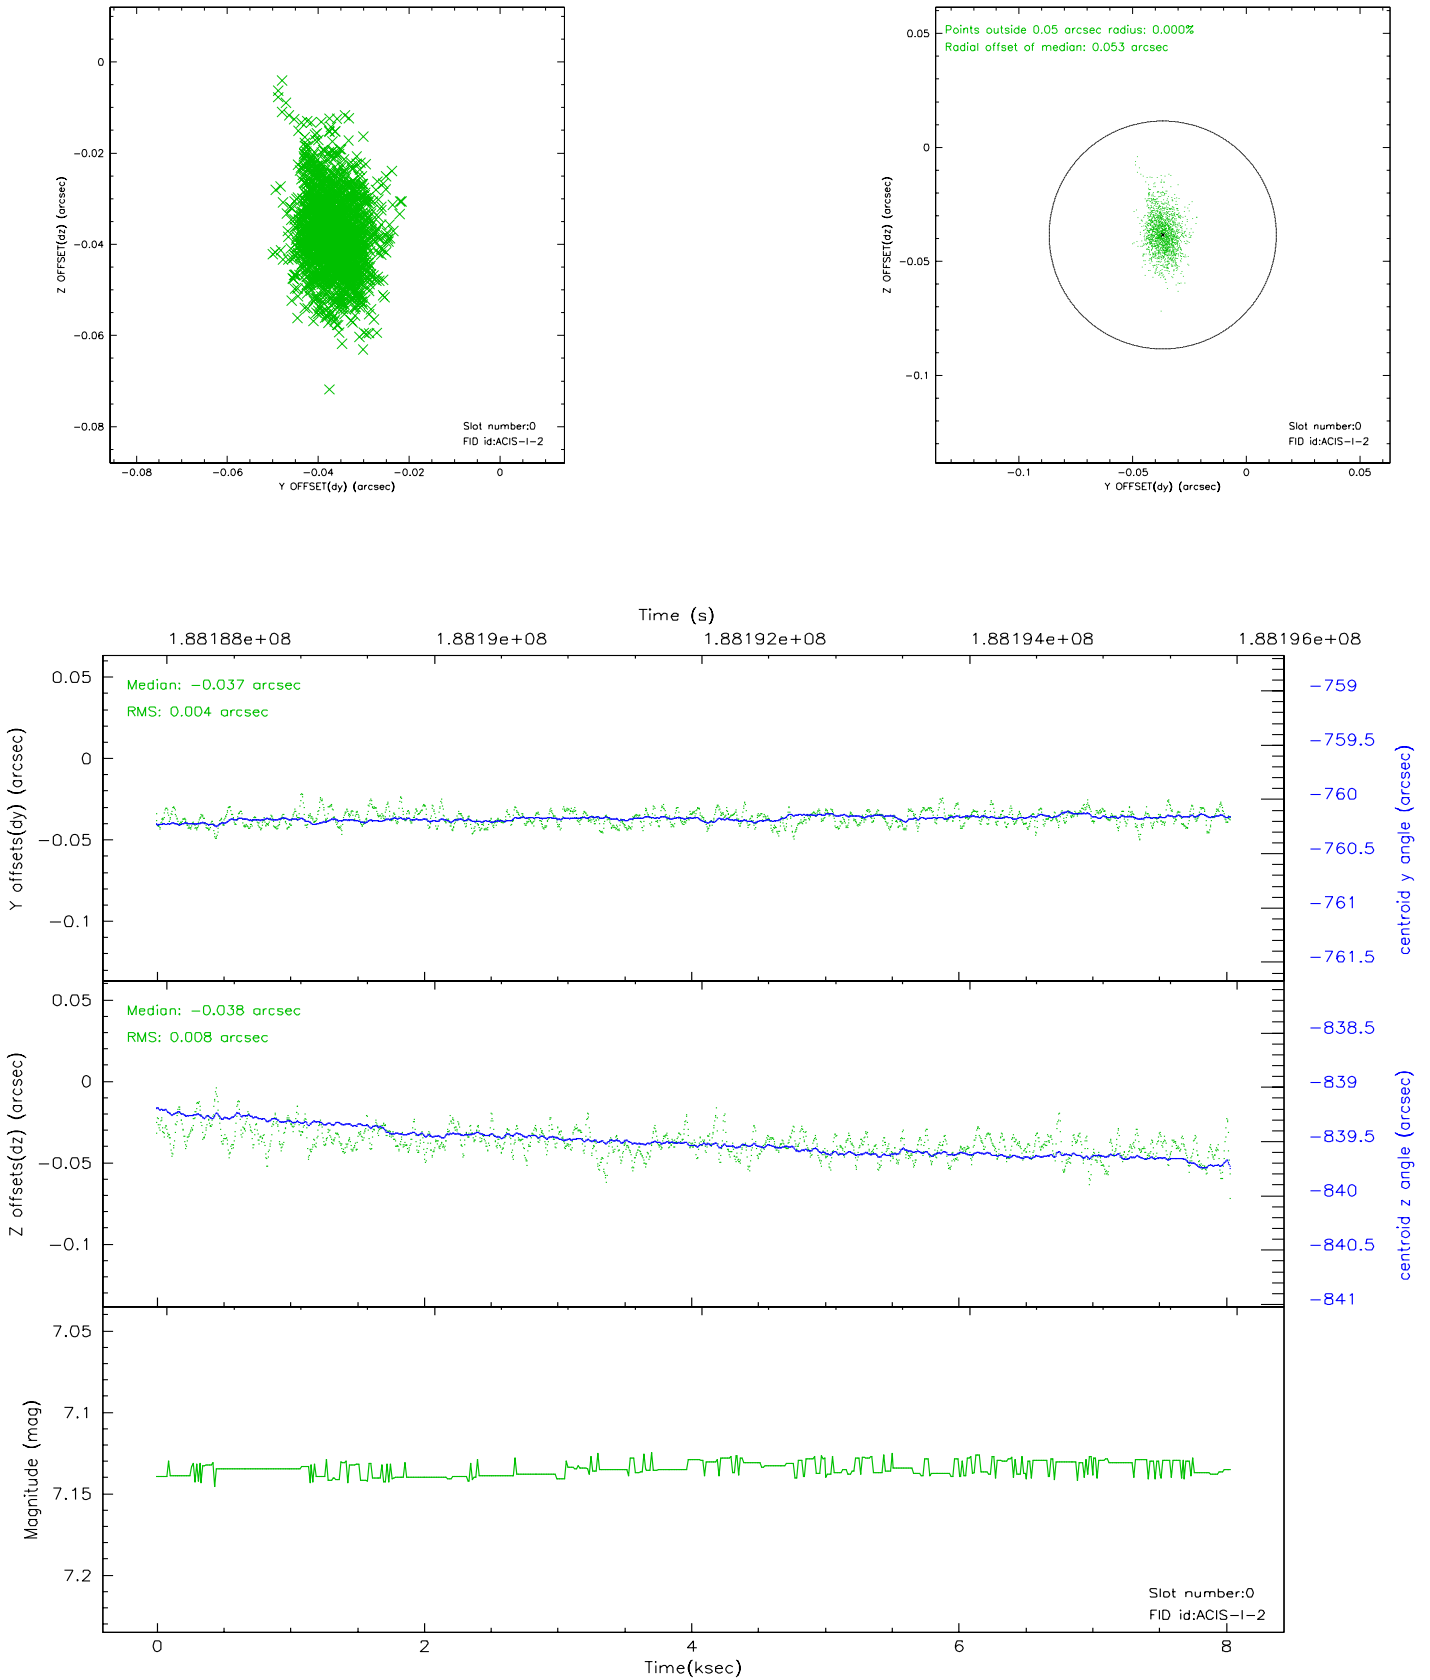 0
-0.02
-0.04
-0.06
-0.08
Z OFFSET(dz) (arcsec)
Slot number:0
FID id:ACIS-I-2
-0.08 -0.06 -0.04 -0.02 0
Y OFFSET(dy) (arcsec)
Points outside 0.05 arcsec radius: 0.000%
Radial offset of median: 0.053 arcsec
0.05
0
-0.05
-0.1
Z OFFSET(dz) (arcsec)
Slot number:0
FID id:ACIS-I-2
-0.1 -0.05 0 0.05
Y OFFSET(dy) (arcsec)
Time (s)
1.88188e+08 1.8819e+08 1.88192e+08 1.88194e+08 1.88196e+08
Median: -0.037 arcsec
RMS: 0.004 arcsec
0.05
0
-0.05
-0.1
Y offsets(dy) (arcsec)
-759
-759.5
-760
-760.5
-761
-761.5
centroid y angle (arcsec)
Median: -0.038 arcsec
RMS: 0.008 arcsec
0.05
0
-0.05
-0.1
Z offsets(dz) (arcsec)
-838.5
-839
-839.5
-840
-840.5
-841
centroid z angle (arcsec)
7.05
7.1
7.15
7.2
Magnitude (mag)
Slot number:0
FID id:ACIS-I-2
0 2 4 6 8
Time(ksec)